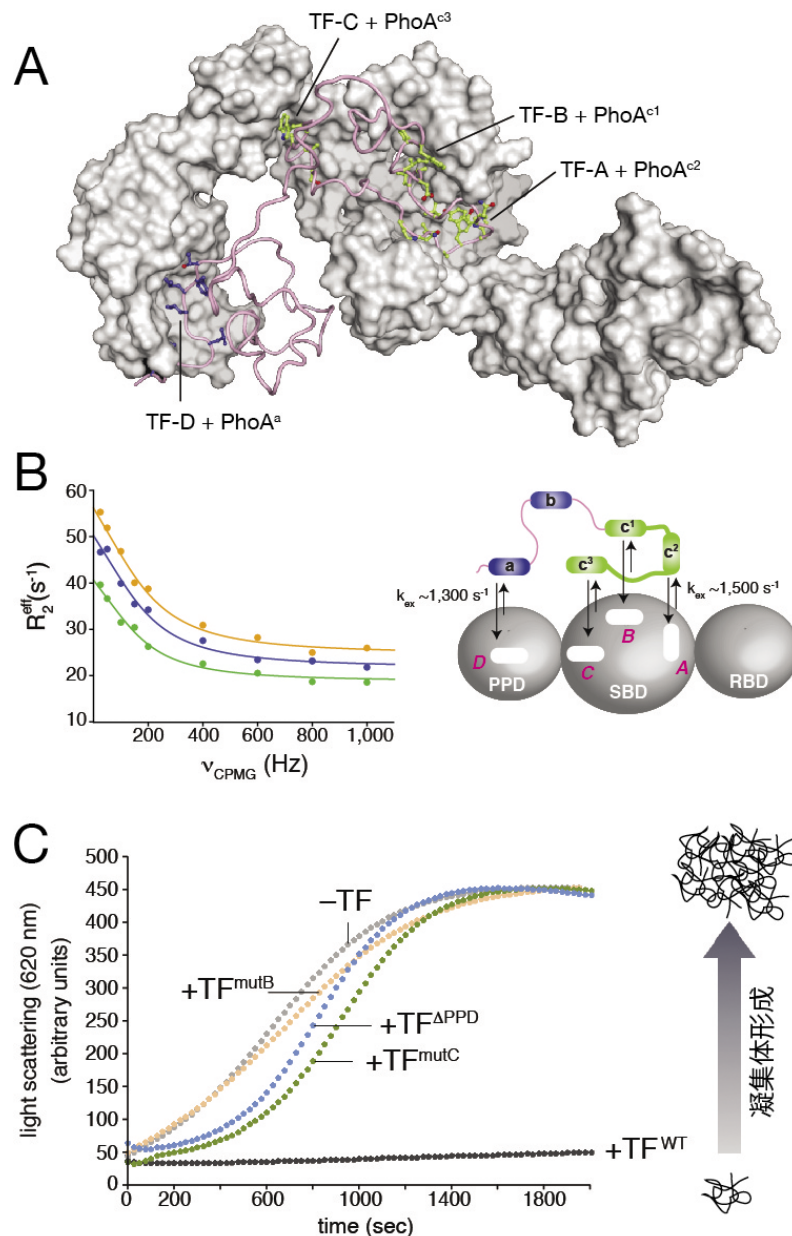 A
TF-C + PhoA^c3
TF-B + PhoA^c1
TF-A + PhoA^c2
TF-D + PhoA^a
B
60
50
40
30
20
10
R₂^eff(s⁻¹)
200
400
600
800
1,000
ν_CPMG (Hz)
b
c¹
a
c³
c²
k_ex ~1,300 s⁻¹
k_ex ~1,500 s⁻¹
D
C
B
A
PPD
SBD
RBD
C
500
450
400
350
300
250
200
150
100
50
0
light scattering (620 nm)
(arbitrary units)
–TF
+TF^mutB
+TF^ΔPPD
+TF^mutC
+TF^WT
0
200
600
1000
1400
1800
time (sec)
凝集体形成